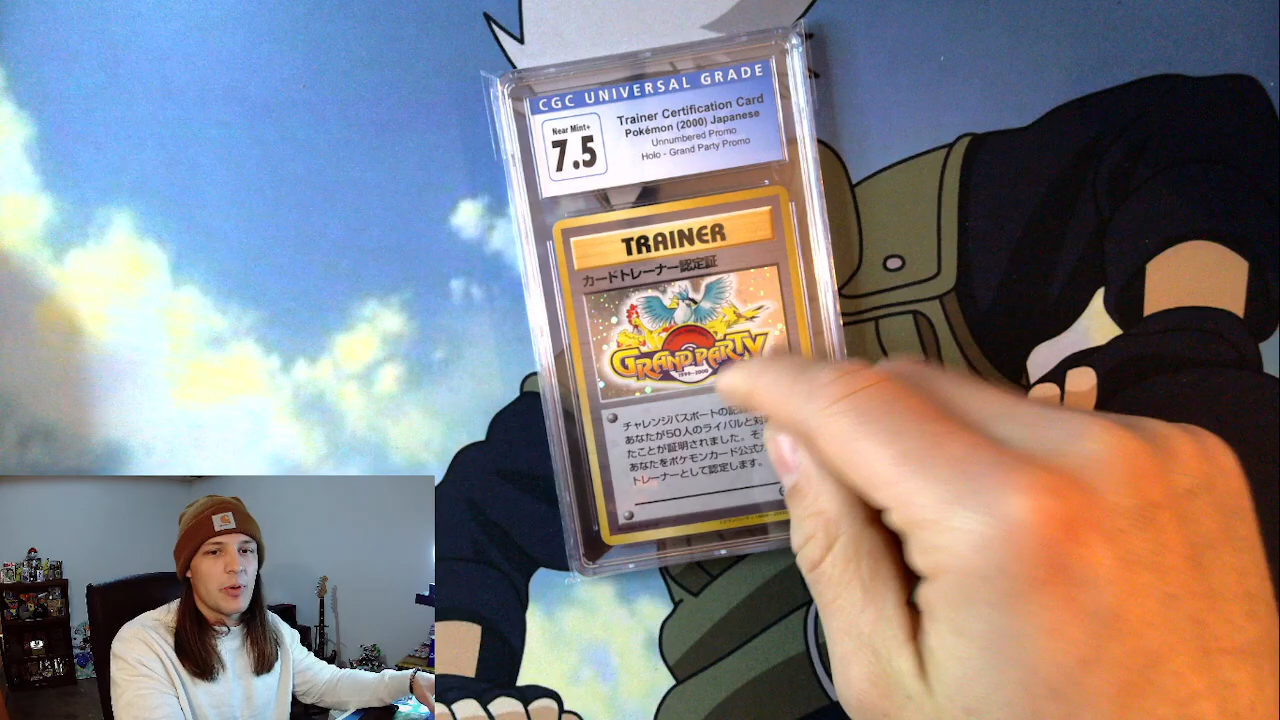 CGC UNIVERSAL GRADE
Near Mint+
7.5
Trainer Certification Card
Pokémon (2000) Japanese
Unnumbered Promo
Holo - Grand Party Promo
TRAINER
カードトレーナー認定証
GRAND PARTY
1999-2000
チャレンジパスポートの記
あなたが50人のライバルと対
たことが証明されました。そ
あなたをポケモンカード公式
トレーナーとして認定します。